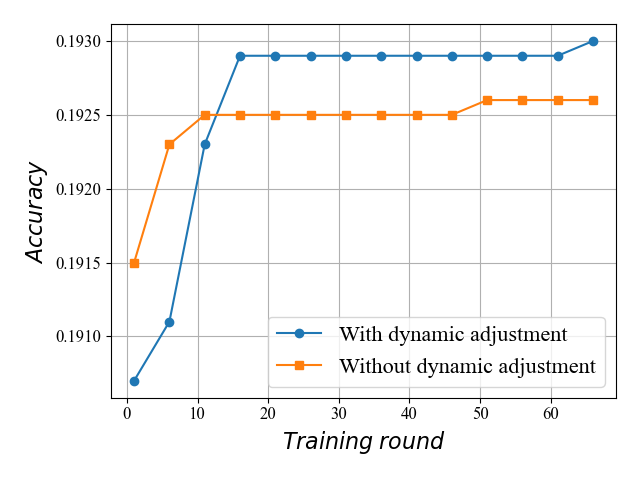 0.1930
0.1925
0.1920
0.1915
0.1910
Accuracy
With dynamic adjustment
Without dynamic adjustment
0 10 20 30 40 50 60
Training round